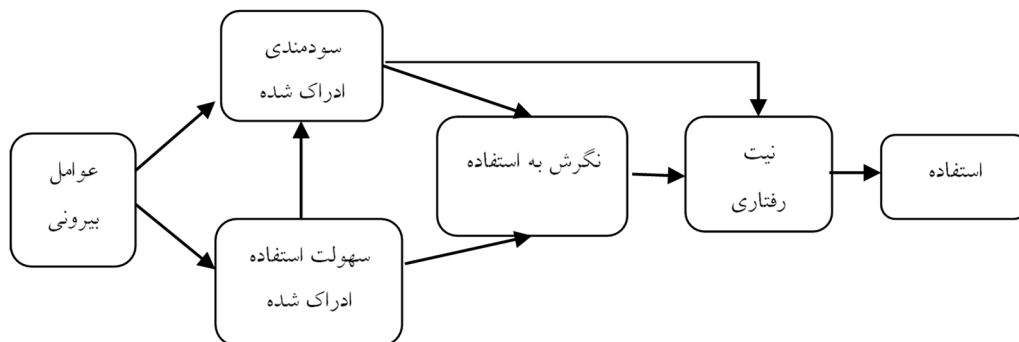 سودمندی
ادراک شده
عوامل
بیرونی
سهولت استفاده
ادراک شده
نگرش به استفاده
نیت
رفتاری
استفاده